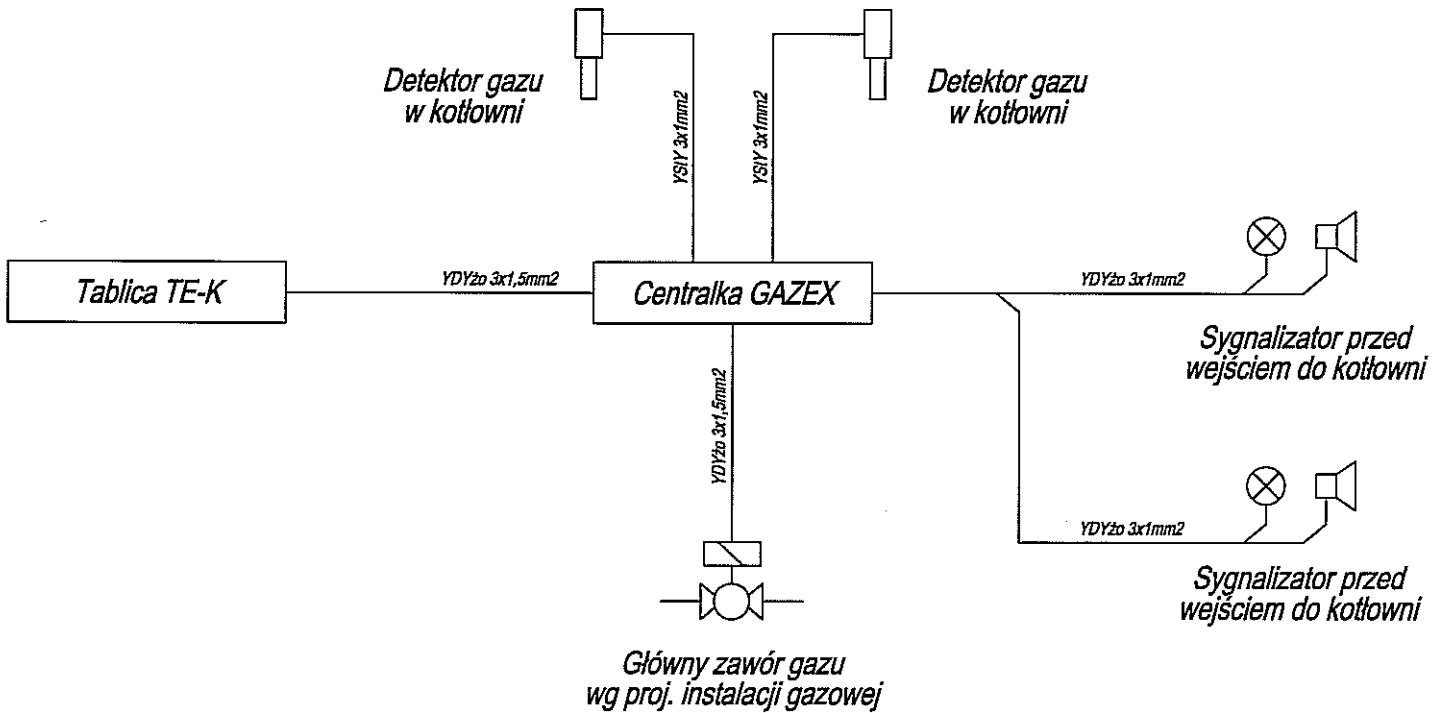 Detektor gazu
w kotłowni
YStY 3x1mm2
YStY 3x1mm2
Detektor gazu
w kotłowni
Tablica TE-K
YDYżo 3x1,5mm2
Centralka GAZEX
YDYżo 3x1mm2
Sygnalizator przed
wejściem do kotłowni
YDYżo 3x1,5mm2
YDYżo 3x1mm2
Sygnalizator przed
wejściem do kotłowni
Główny zawór gazu
wg proj. instalacji gazowej